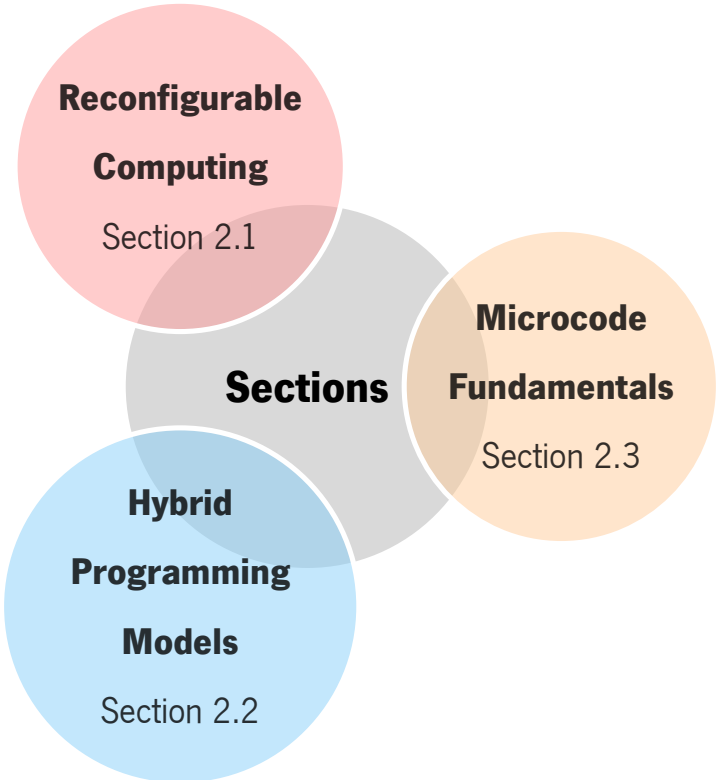 Reconfigurable
Computing
Section 2.1
Sections
Microcode
Fundamentals
Section 2.3
Hybrid
Programming
Models
Section 2.2